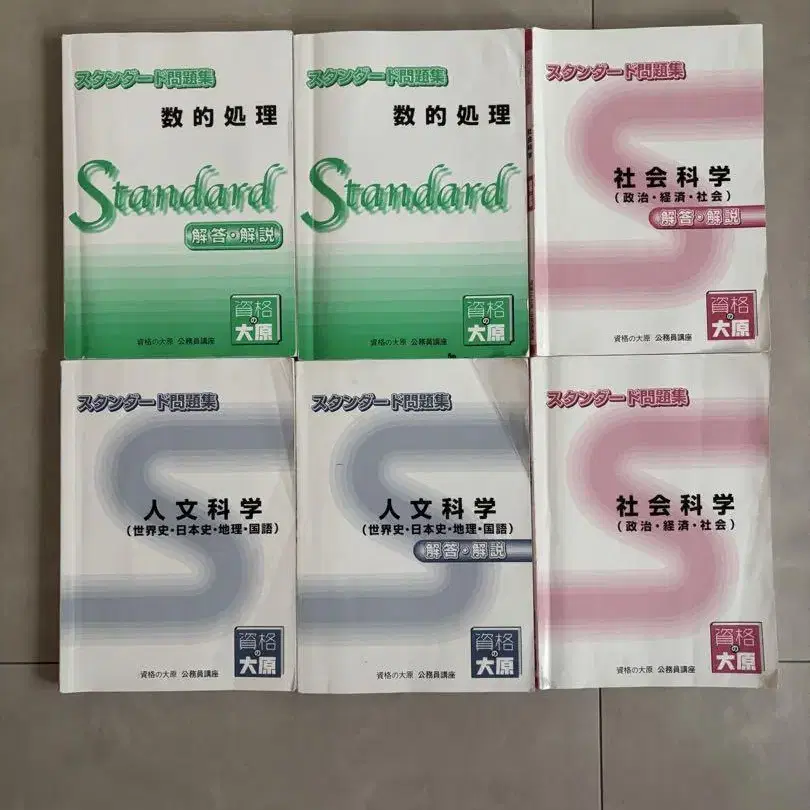 スタンダード問題集
数的処理
Standard
解答・解説
資格の大原
資格の大原 公務員講座
スタンダード問題集
数的処理
Standard
資格の大原
資格の大原 公務員講座
スタンダード問題集
社会科学
(政治・経済・社会)
解答・解説
資格の大原
資格の大原 公務員講座
スタンダード問題集
人文科学
(世界史・日本史・地理・国語)
資格の大原
資格の大原 公務員講座
スタンダード問題集
人文科学
(世界史・日本史・地理・国語)
解答・解説
資格の大原
資格の大原 公務員講座
スタンダード問題集
社会科学
(政治・経済・社会)
資格の大原
資格の大原 公務員講座